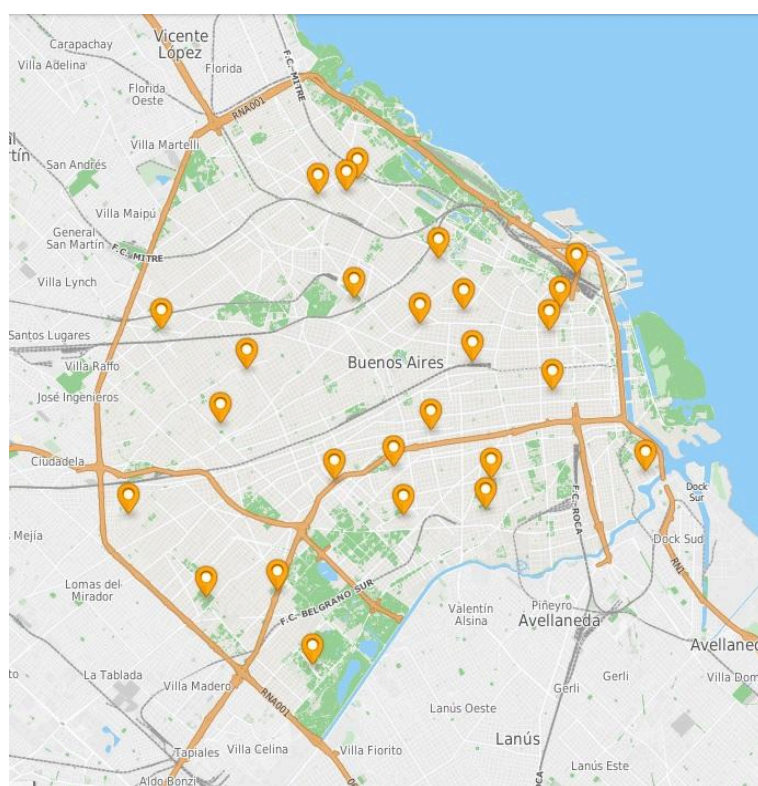 Carapachay
Vicente
López
Villa Adelina
Florida
F.C. MITRE
Florida
Oeste
RNA001
Villa Martelli
San Andrés
tín
Villa Maipú
General
San Martín
F.C. MITRE
Villa Lynch
Santos Lugares
Villa Raffo
Buenos Aires
José Ingenieros
Ciudadela
Dock
Sur
F.C. ROCA
Mejía
Dock Sud
RN1
Lomas del
Mirador
F.C. BELGRANO SUR
Valentín
Alsina
Piñeyro
Avellaneda
Avellaned
La Tablada
Villa Madero
RNA001
Gerli
Gerli
Villa Dom
Lanús Oeste
Lanús
Tapiales
Villa Celina
Villa Fiorito
Lanús Este
Aldo Bonzi
OCA